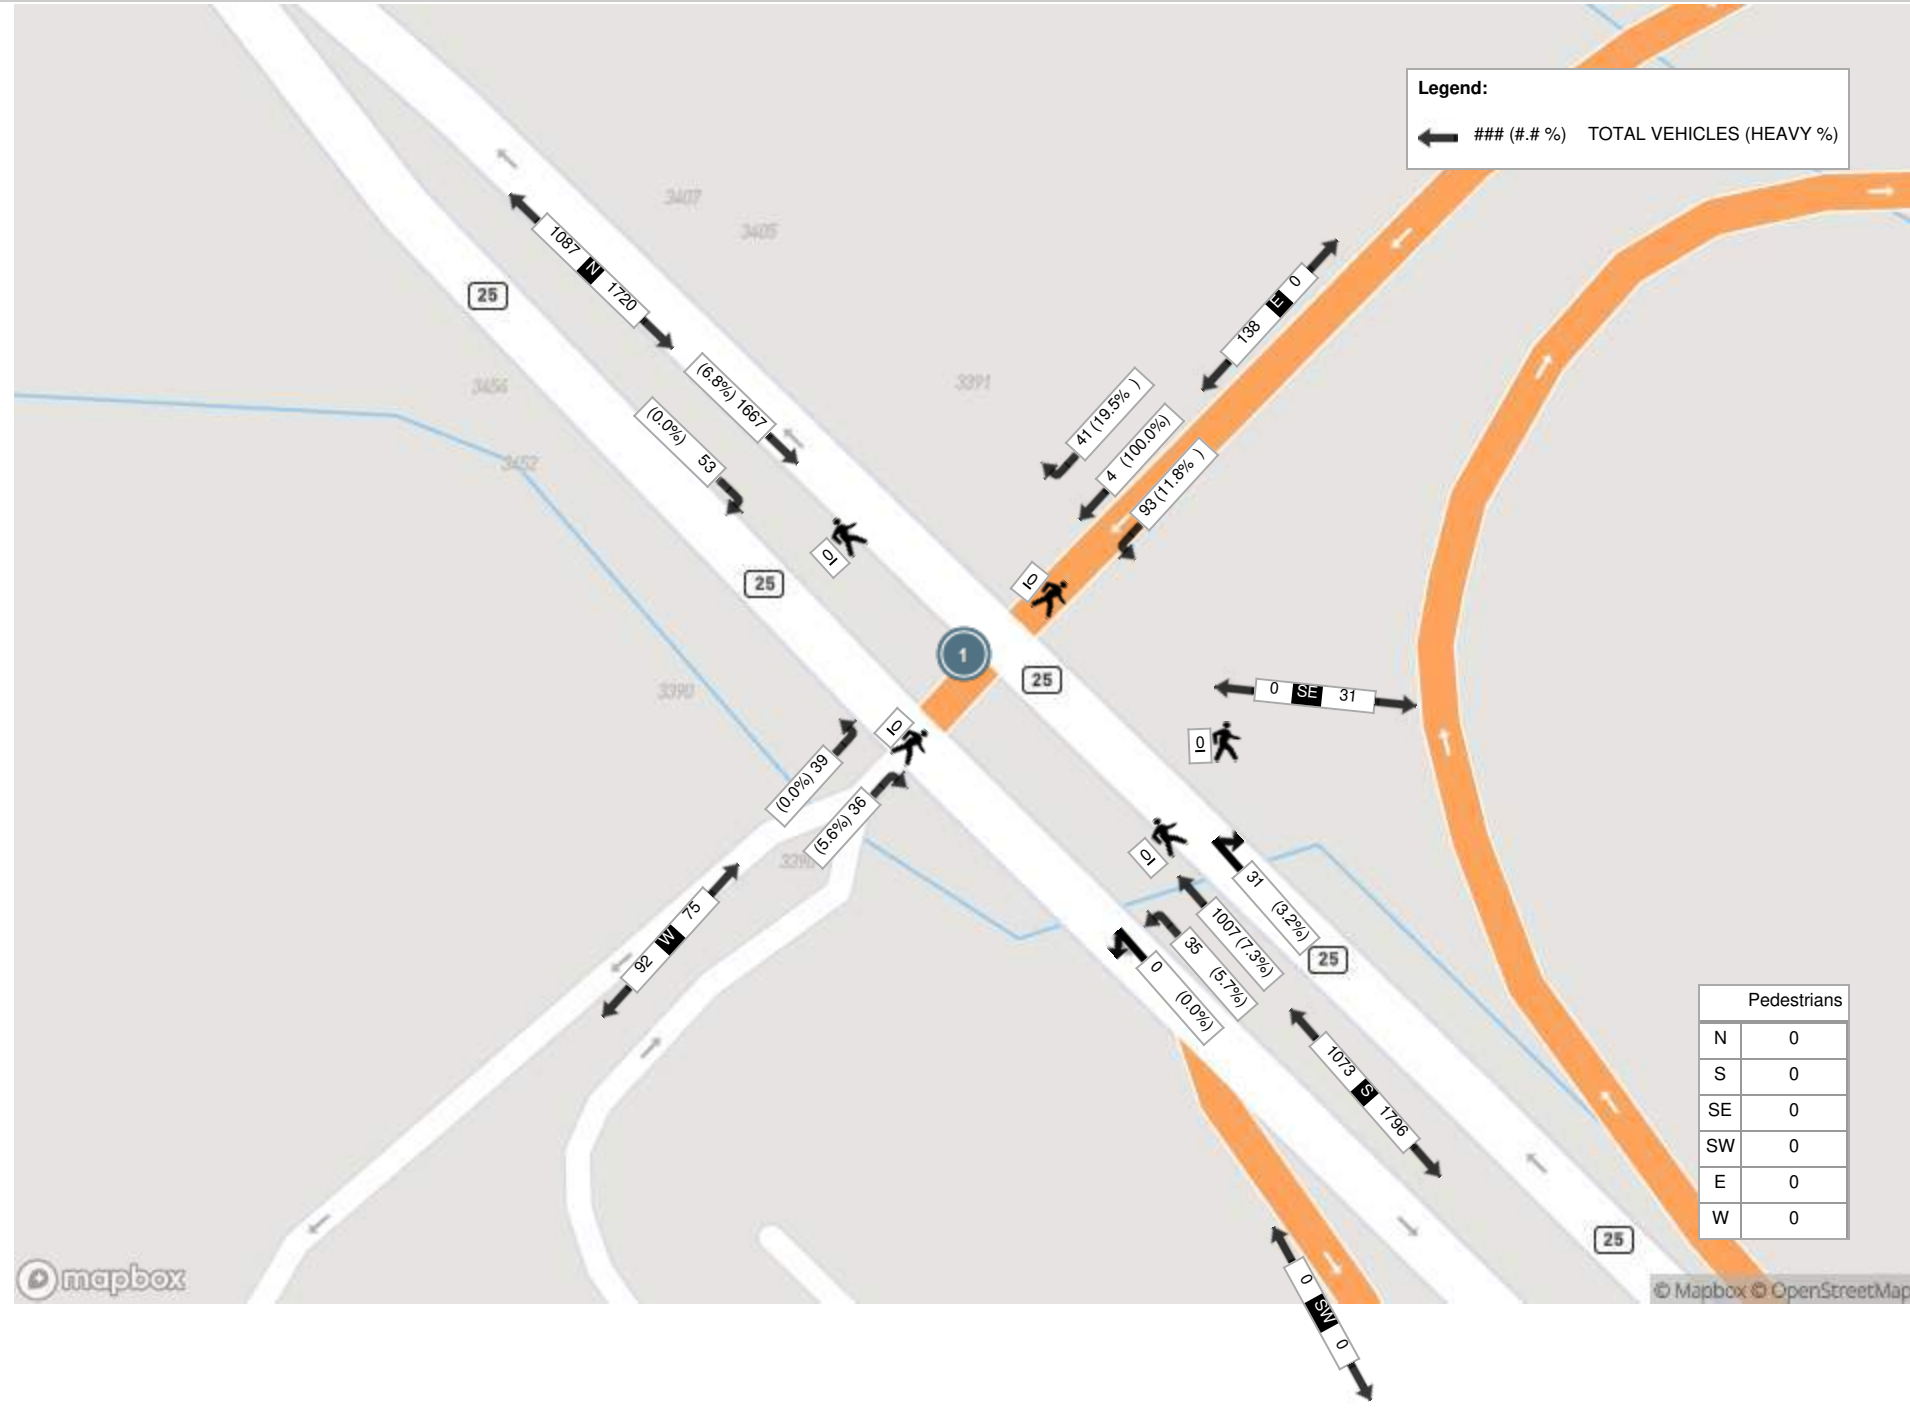 Legend:
### (#.# %) TOTAL VEHICLES (HEAVY %)
3407
3405
1087 N 1720
25
138 E 0
(6.8%) 1667
(0.0%) 53
3456
3391
3452
41 (19.5% )
4 (100.0%)
93 (11.8% )
0
0
25
1
25
3390
0 SE 31
0
0
(0.0%) 39
(5.6%) 36
0
31 (3.2%)
1007 (7.3%)
35 (5.7%)
0 (0.0%)
25
92 W 75
1073 S 1796
Pedestrians
N 0
S 0
SE 0
SW 0
E 0
W 0
25
0 SW 0
mapbox
© Mapbox © OpenStreetMap